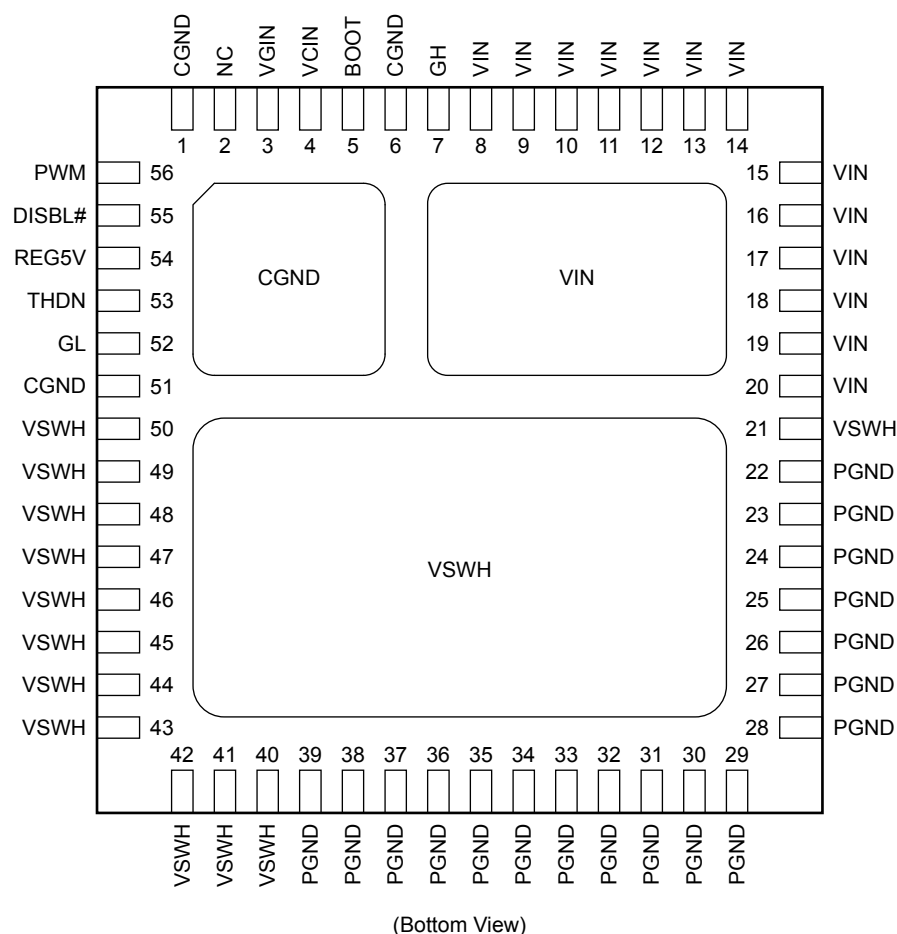 CGND NC VGIN VCIN BOOT CGND GH VIN VIN VIN VIN VIN VIN VIN
1 2 3 4 5 6 7 8 9 10 11 12 13 14
PWM 56 15 VIN
DISBL# 55 16 VIN
REG5V 54 17 VIN
CGND VIN
THDN 53 18 VIN
GL 52 19 VIN
CGND 51 20 VIN
VSWH 50 21 VSWH
VSWH 49 22 PGND
VSWH 48 23 PGND
VSWH 47 24 PGND
VSWH
VSWH 46 25 PGND
VSWH 45 26 PGND
VSWH 44 27 PGND
VSWH 43 28 PGND
42 41 40 39 38 37 36 35 34 33 32 31 30 29
VSWH VSWH VSWH PGND PGND PGND PGND PGND PGND PGND PGND PGND PGND PGND
(Bottom View)